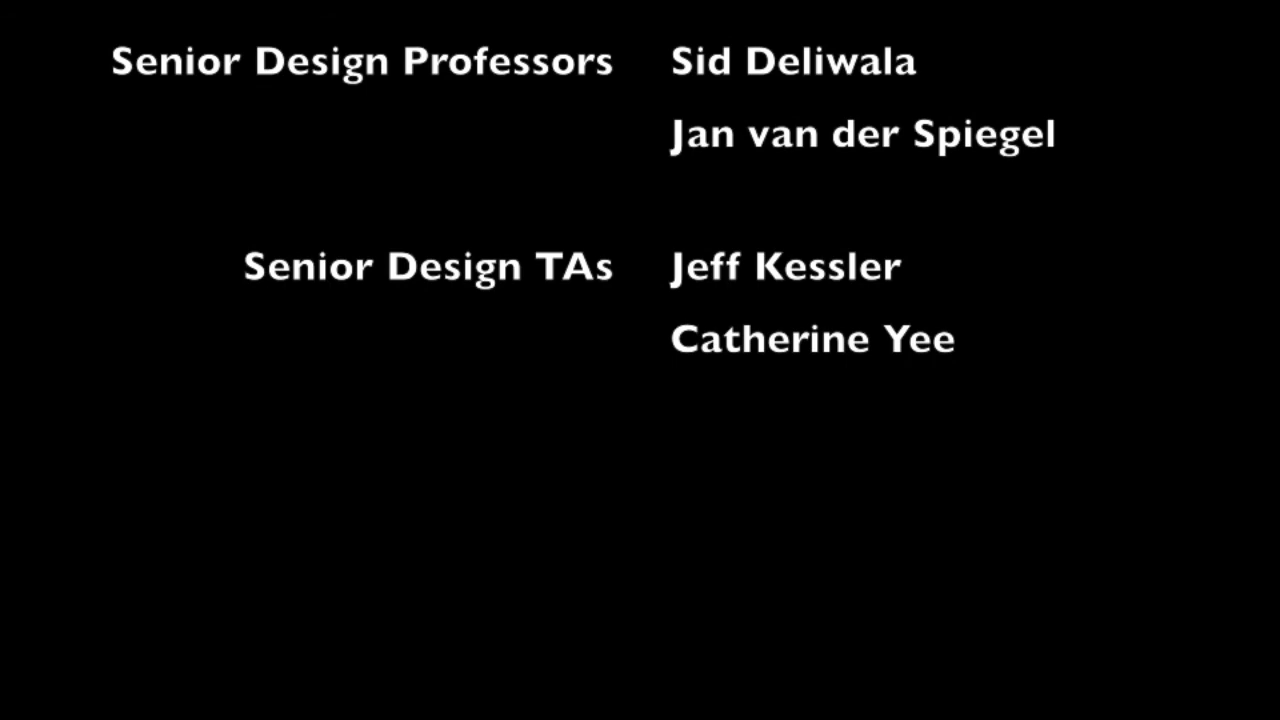 Senior Design Professors Sid Deliwala
Jan van der Spiegel
Senior Design TAs Jeff Kessler
Catherine Yee